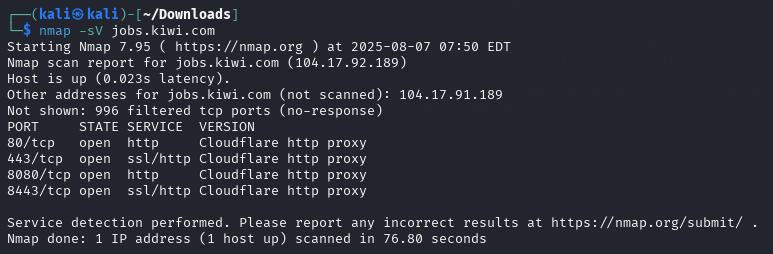 ┌──(kali㉿kali)-[~/Downloads]
└─$ nmap -sV jobs.kiwi.com
Starting Nmap 7.95 ( https://nmap.org ) at 2025-08-07 07:50 EDT
Nmap scan report for jobs.kiwi.com (104.17.92.189)
Host is up (0.023s latency).
Other addresses for jobs.kiwi.com (not scanned): 104.17.91.189
Not shown: 996 filtered tcp ports (no-response)
PORT     STATE SERVICE  VERSION
80/tcp   open  http     Cloudflare http proxy
443/tcp  open  ssl/http Cloudflare http proxy
8080/tcp open  http     Cloudflare http proxy
8443/tcp open  ssl/http Cloudflare http proxy

Service detection performed. Please report any incorrect results at https://nmap.org/submit/ .
Nmap done: 1 IP address (1 host up) scanned in 76.80 seconds